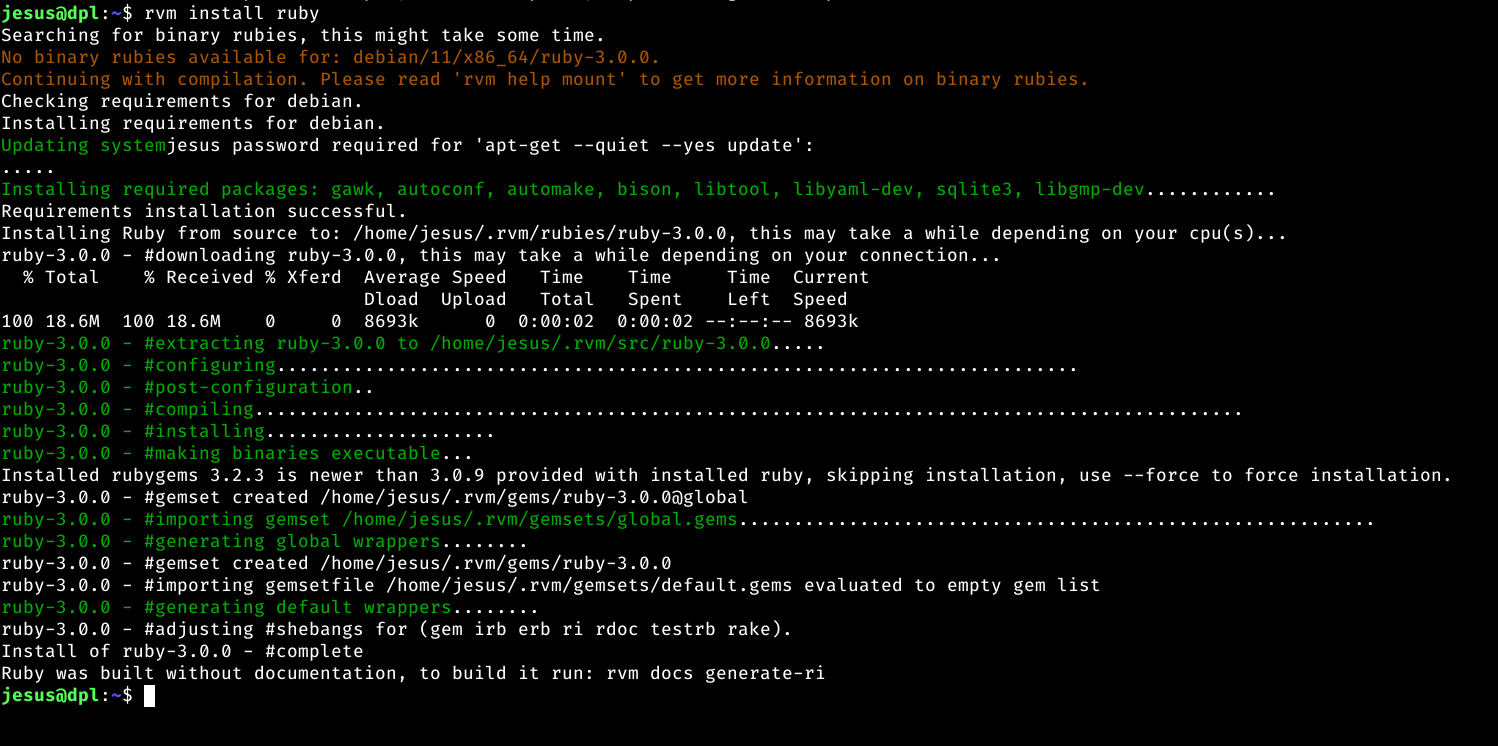 jesus@dpl:~$ rvm install ruby
Searching for binary rubies, this might take some time.
No binary rubies available for: debian/11/x86_64/ruby-3.0.0.
Continuing with compilation. Please read 'rvm help mount' to get more information on binary rubies.
Checking requirements for debian.
Installing requirements for debian.
Updating systemjesus password required for 'apt-get --quiet --yes update':
.....
Installing required packages: gawk, autoconf, automake, bison, libtool, libyaml-dev, sqlite3, libgmp-dev............
Requirements installation successful.
Installing Ruby from source to: /home/jesus/.rvm/rubies/ruby-3.0.0, this may take a while depending on your cpu(s)...
ruby-3.0.0 - #downloading ruby-3.0.0, this may take a while depending on your connection...
  % Total    % Received % Xferd  Average Speed   Time    Time     Time  Current
                                 Dload  Upload   Total   Spent    Left  Speed
100 18.6M  100 18.6M    0     0  8693k      0  0:00:02  0:00:02 --:--:-- 8693k
ruby-3.0.0 - #extracting ruby-3.0.0 to /home/jesus/.rvm/src/ruby-3.0.0.....
ruby-3.0.0 - #configuring.........................................................................
ruby-3.0.0 - #post-configuration..
ruby-3.0.0 - #compiling..........................................................................................
ruby-3.0.0 - #installing.....................
ruby-3.0.0 - #making binaries executable...
Installed rubygems 3.2.3 is newer than 3.0.9 provided with installed ruby, skipping installation, use --force to force installation.
ruby-3.0.0 - #gemset created /home/jesus/.rvm/gems/ruby-3.0.0@global
ruby-3.0.0 - #importing gemset /home/jesus/.rvm/gemsets/global.gems..........................................................
ruby-3.0.0 - #generating global wrappers........
ruby-3.0.0 - #gemset created /home/jesus/.rvm/gems/ruby-3.0.0
ruby-3.0.0 - #importing gemsetfile /home/jesus/.rvm/gemsets/default.gems evaluated to empty gem list
ruby-3.0.0 - #generating default wrappers........
ruby-3.0.0 - #adjusting #shebangs for (gem irb erb ri rdoc testrb rake).
Install of ruby-3.0.0 - #complete
Ruby was built without documentation, to build it run: rvm docs generate-ri
jesus@dpl:~$